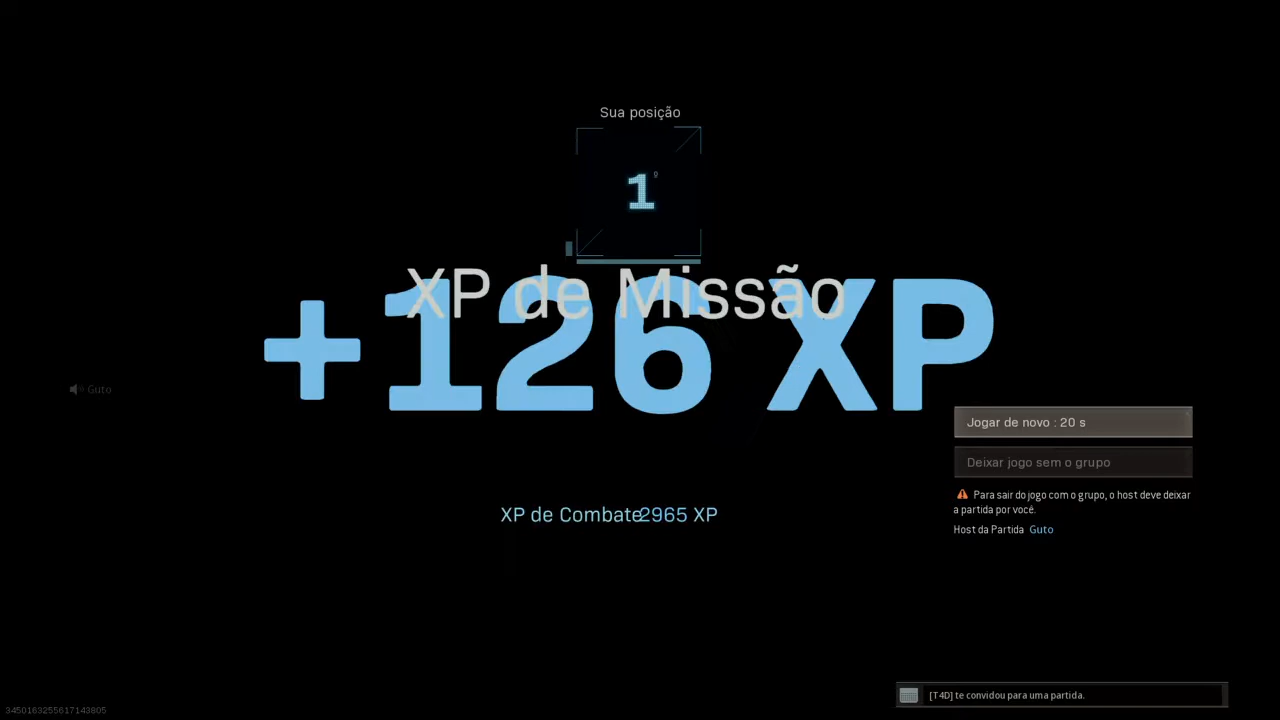 Sua posição
1º
XP de Missão
+126 XP
Guto
Jogar de novo : 20 s
Deixar jogo sem o grupo
Para sair do jogo com o grupo, o host deve deixar
a partida por você.
Host da Partida Guto
XP de Combate2965 XP
[T4D] te convidou para uma partida.
3450163255617143805